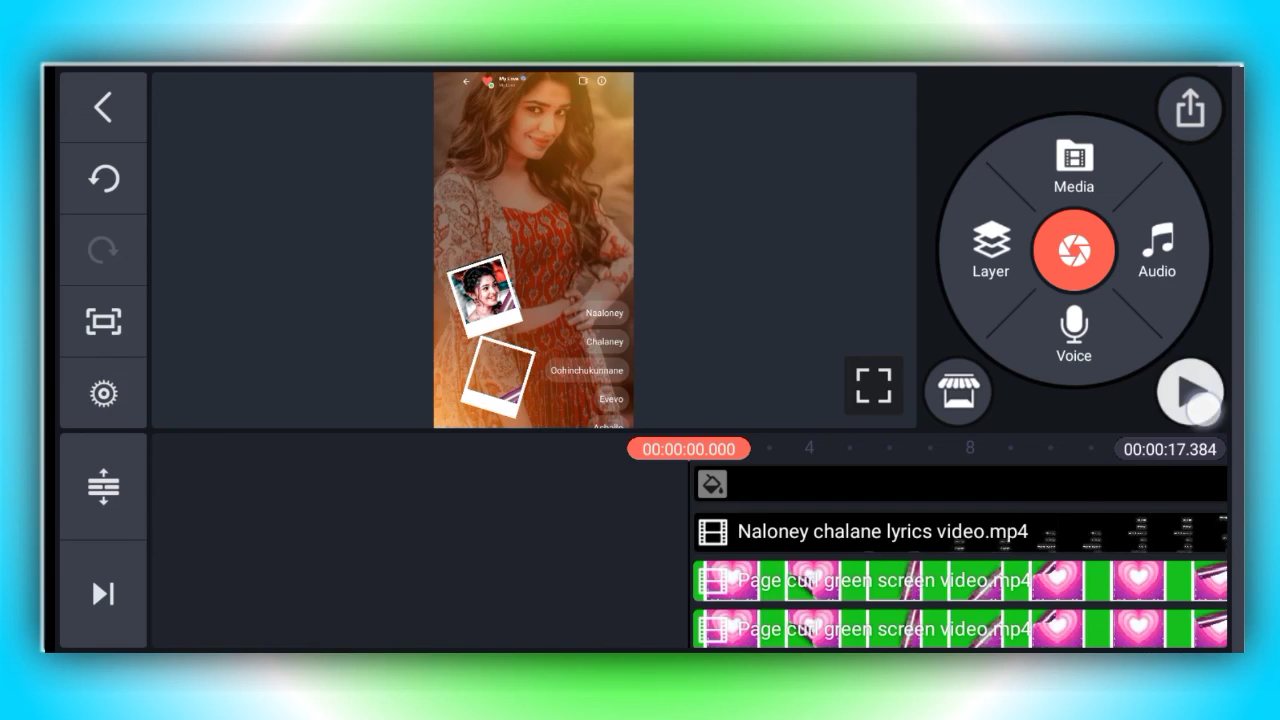 My Love
Media
Layer
Audio
Voice
Naaloney
Chalaney
Oohinchukunnane
Evevo
00:00:00.000
4
8
00:00:17.384
Naloney chalane lyrics video.mp4
Page curl green screen video.mp4
Page curl green screen video.mp4